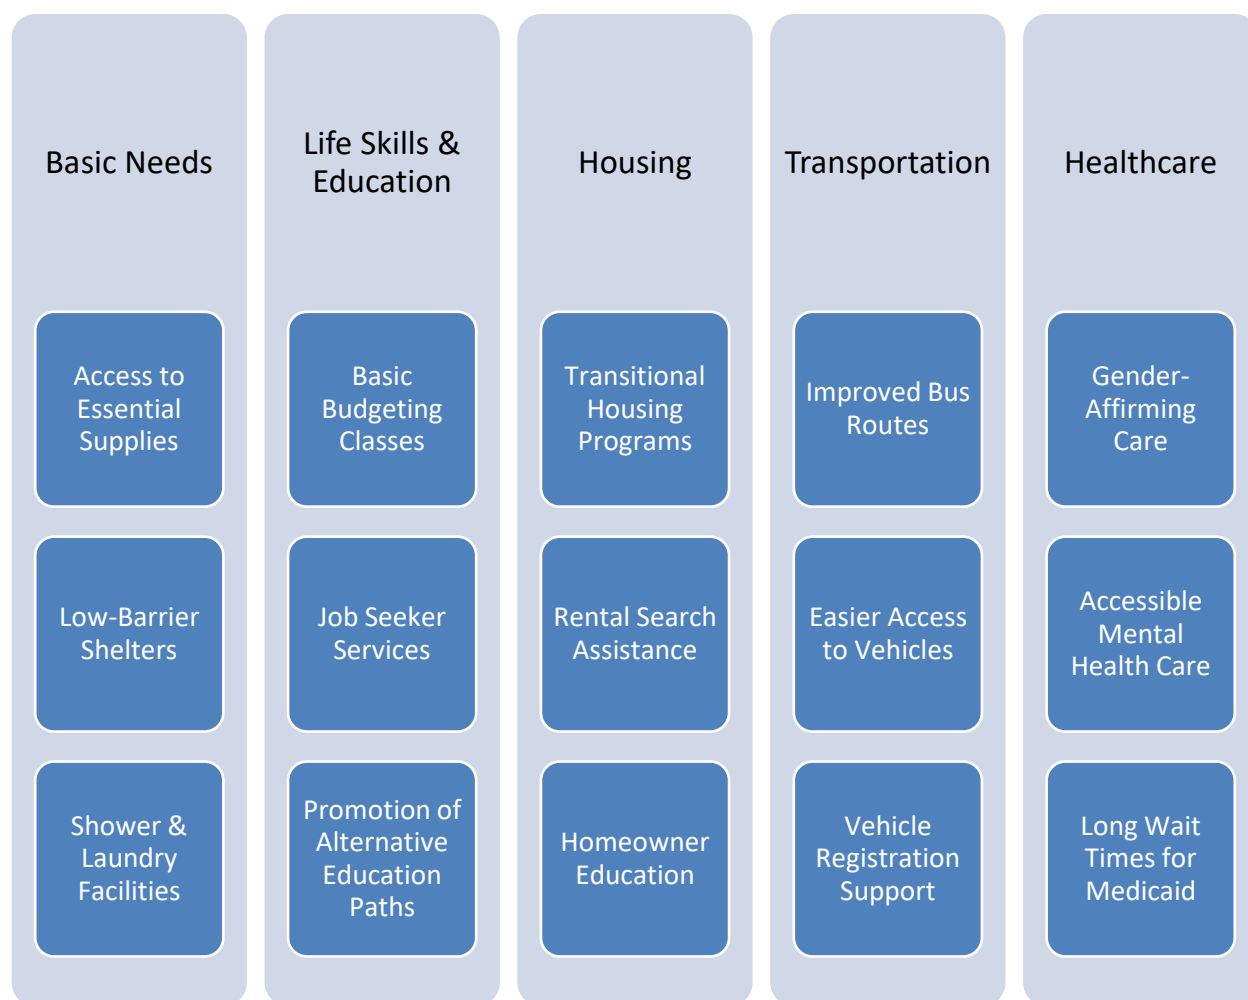 Basic Needs
Access to
Essential
Supplies
Low-Barrier
Shelters
Shower &
Laundry
Facilities
Life Skills &
Education
Basic
Budgeting
Classes
Job Seeker
Services
Promotion of
Alternative
Education
Paths
Housing
Transitional
Housing
Programs
Rental Search
Assistance
Homeowner
Education
Transportation
Improved Bus
Routes
Easier Access
to Vehicles
Vehicle
Registration
Support
Healthcare
Gender-
Affirming
Care
Accessible
Mental
Health Care
Long Wait
Times for
Medicaid